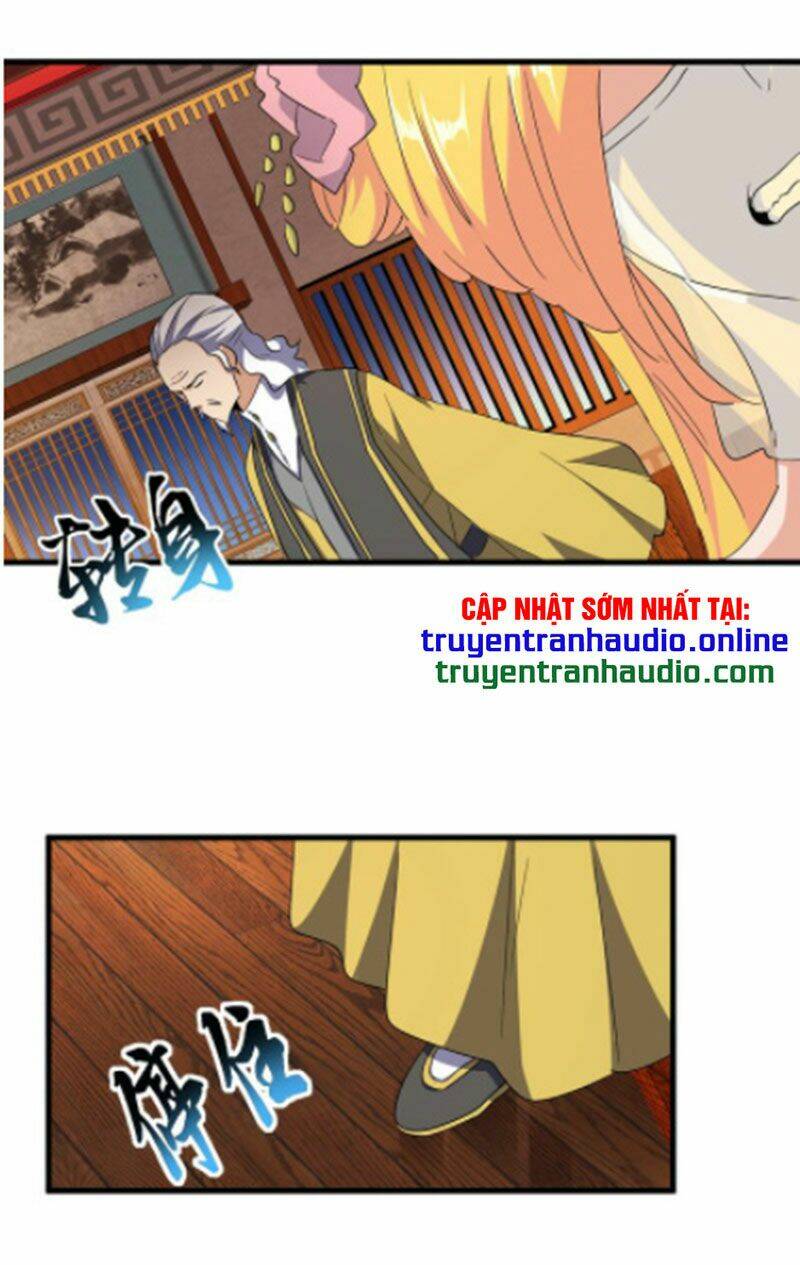 转身
CẬP NHẬT SỚM NHẤT TẠI:
truyentranhaudio.online
truyentranhaudio.com
停住